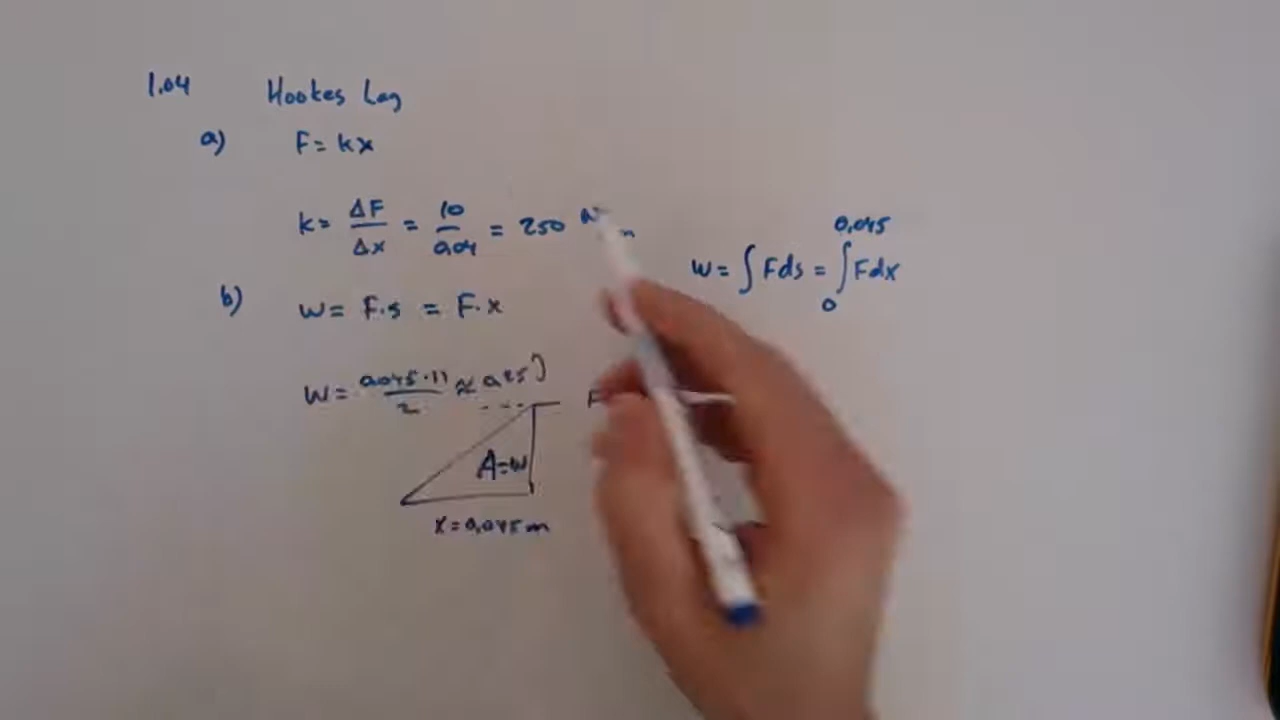 1.04 Hookes Lag
a) F = kx
k = ΔF/Δx = 10/0,04 = 250 N
b) W = F·s = F·x
W = 0,045·11/2 ≈ 0,25 J
A=W
x = 0,045 m
W = ∫Fds = ∫₀^0,045 Fdx